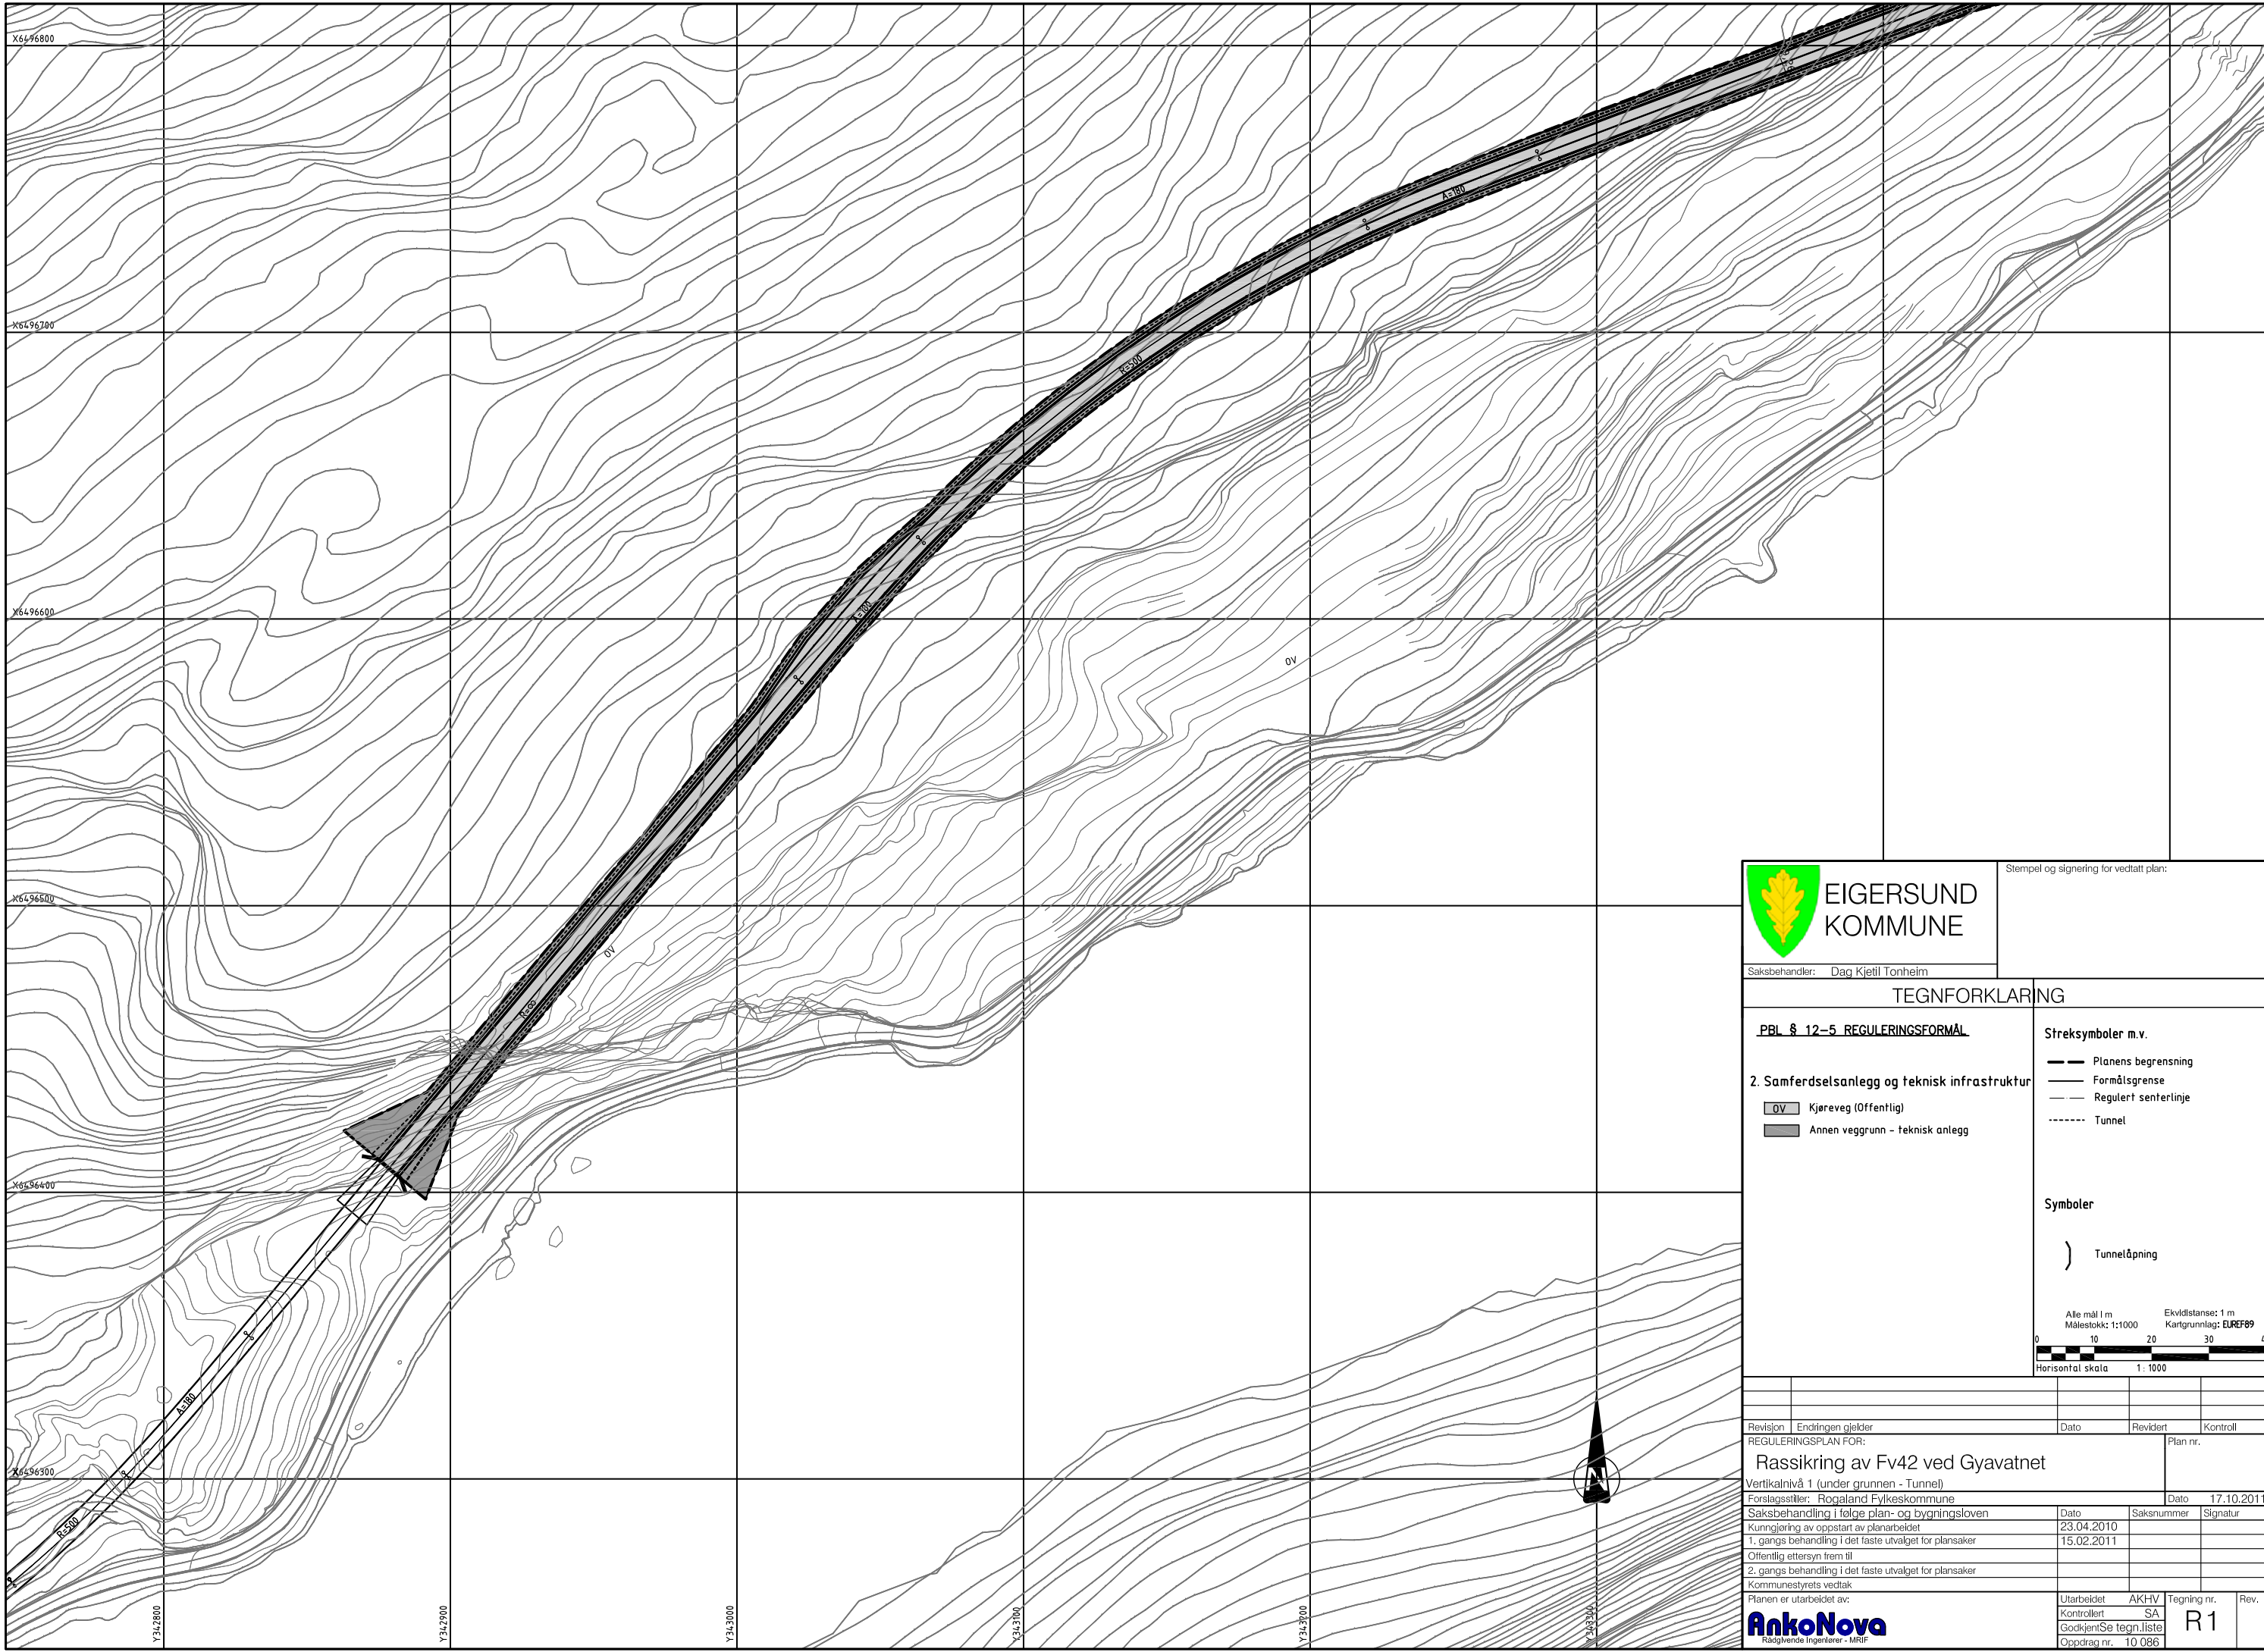 X6496800
X6496700
X6496600
X6496500
X6496400
X6496300
Y342800
Y342900
Y343000
Y343100
Y343200
Y343300
A=180
R=500
A=100
R=∞
A=180
R=500
OV
OV
N
EIGERSUND
KOMMUNE
Saksbehandler: Dag Kjetil Tonheim
Stempel og signering for vedtatt plan:
TEGNFORKLARING
PBL § 12-5 REGULERINGSFORMÅL
2. Samferdselsanlegg og teknisk infrastruktur
OV Kjøreveg (Offentlig)
Annen veggrunn - teknisk anlegg
Streksymboler m.v.
Planens begrensning
Formålsgrense
Regulert senterlinje
Tunnel
Symboler
Tunnelåpning
Alle mål i m
Målestokk: 1:1000
Ekvidistanse: 1 m
Kartgrunnlag: EUREF89
0 10 20 30 4
Horisontal skala 1: 1000
Revisjon Endringen gjelder Dato Revidert Kontroll
REGULERINGSPLAN FOR:
Plan nr.
Rassikring av Fv42 ved Gyavatnet
Vertikalnivå 1 (under grunnen - Tunnel)
Forslagsstiller: Rogaland Fylkeskommune Dato 17.10.2011
Saksbehandling i følge plan- og bygningsloven Dato Saksnummer Signatur
Kunngjøring av oppstart av planarbeidet 23.04.2010
1. gangs behandling i det faste utvalget for plansaker 15.02.2011
Offentlig ettersyn frem til
2. gangs behandling i det faste utvalget for plansaker
Kommunestyrets vedtak
Planen er utarbeidet av:
AnkoNova
Rådgivende Ingeniører - MRIF
Utarbeidet AKHV
Kontrollert SA
Godkjent Se tegn.liste
Oppdrag nr. 10 086
Tegning nr.
R1
Rev.